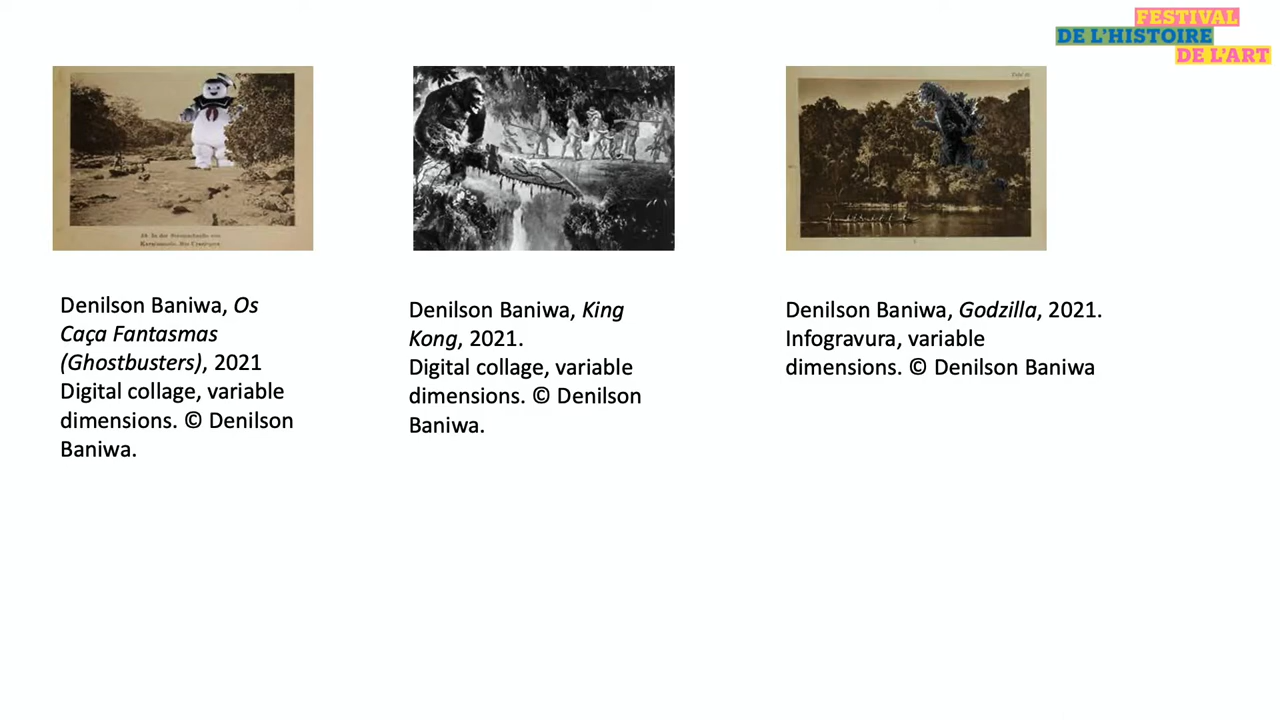 FESTIVAL
DE L'HISTOIRE
DE L'ART
Denilson Baniwa, Os
Caça Fantasmas
(Ghostbusters), 2021
Digital collage, variable
dimensions. © Denilson
Baniwa.
Denilson Baniwa, King
Kong, 2021.
Digital collage, variable
dimensions. © Denilson
Baniwa.
Denilson Baniwa, Godzilla, 2021.
Infogravura, variable
dimensions. © Denilson Baniwa